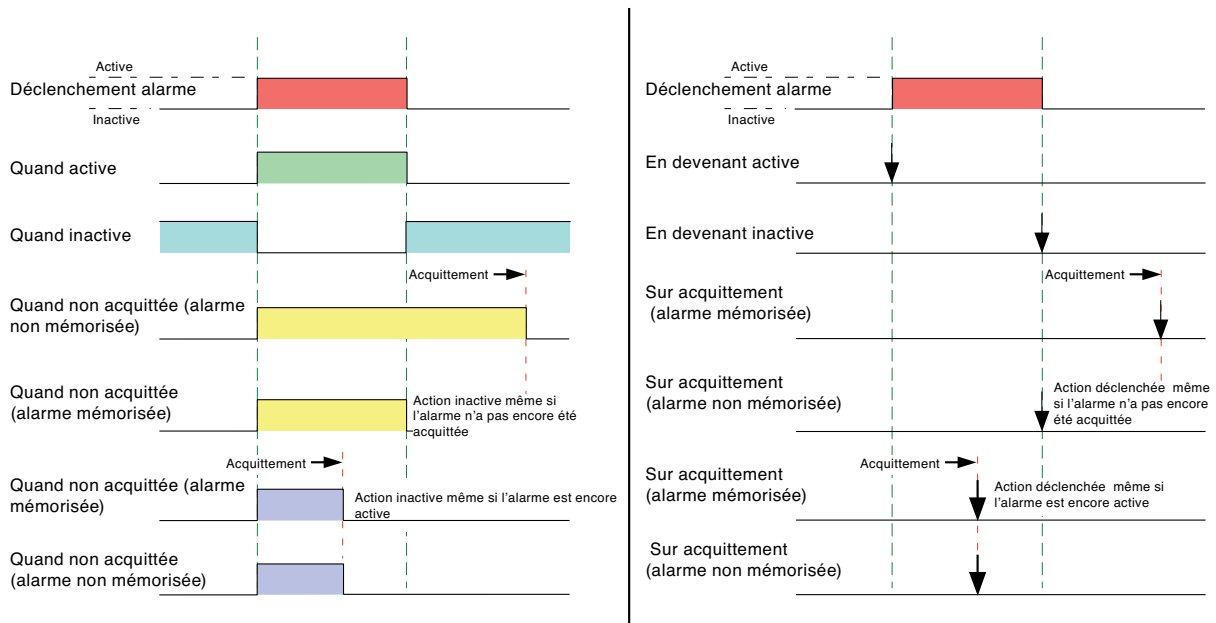 Active
Déclenchement alarme
Inactive
Quand active
Quand inactive
Acquittement
Quand non acquittée (alarme
non mémorisée)
Quand non acquittée
(alarme mémorisée)
Action inactive même si
l'alarme n'a pas encore été
acquittée
Acquittement
Quand non acquittée (alarme
mémorisée)
Action inactive même si l'alarme est encore
active
Quand non acquittée
(alarme non mémorisée)
Active
Déclenchement alarme
Inactive
En devenant active
En devenant inactive
Acquittement
Sur acquittement
(alarme mémorisée)
Sur acquittement
(alarme non mémorisée)
Action déclenchée même
si l'alarme n'a pas encore
été acquittée
Acquittement
Sur acquittement
(alarme mémorisée)
Action déclenchée même si
l'alarme est encore active
Sur acquittement
(alarme non mémorisée)